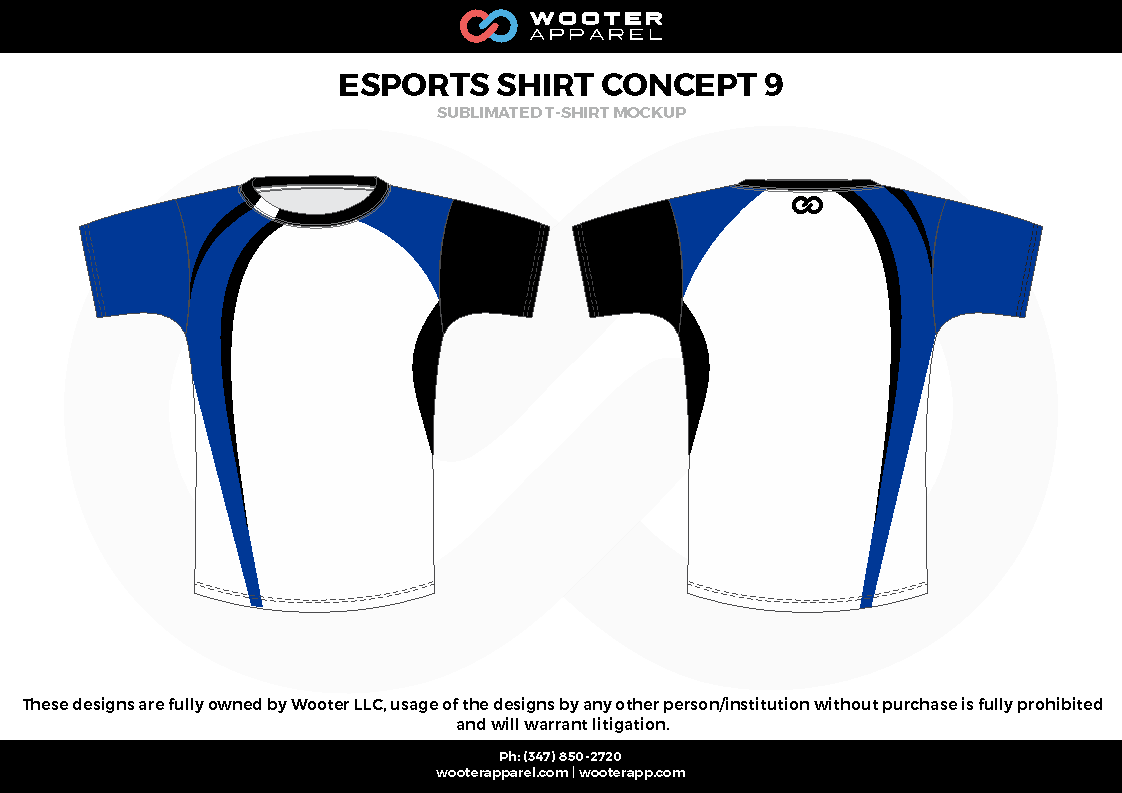 WOOTER
APPAREL
ESPORTS SHIRT CONCEPT 9
SUBLIMATED T-SHIRT MOCKUP
These designs are fully owned by Wooter LLC, usage of the designs by any other person/institution without purchase is fully prohibited
and will warrant litigation.
Ph: (347) 850-2720
wooterapparel.com | wooterapp.com